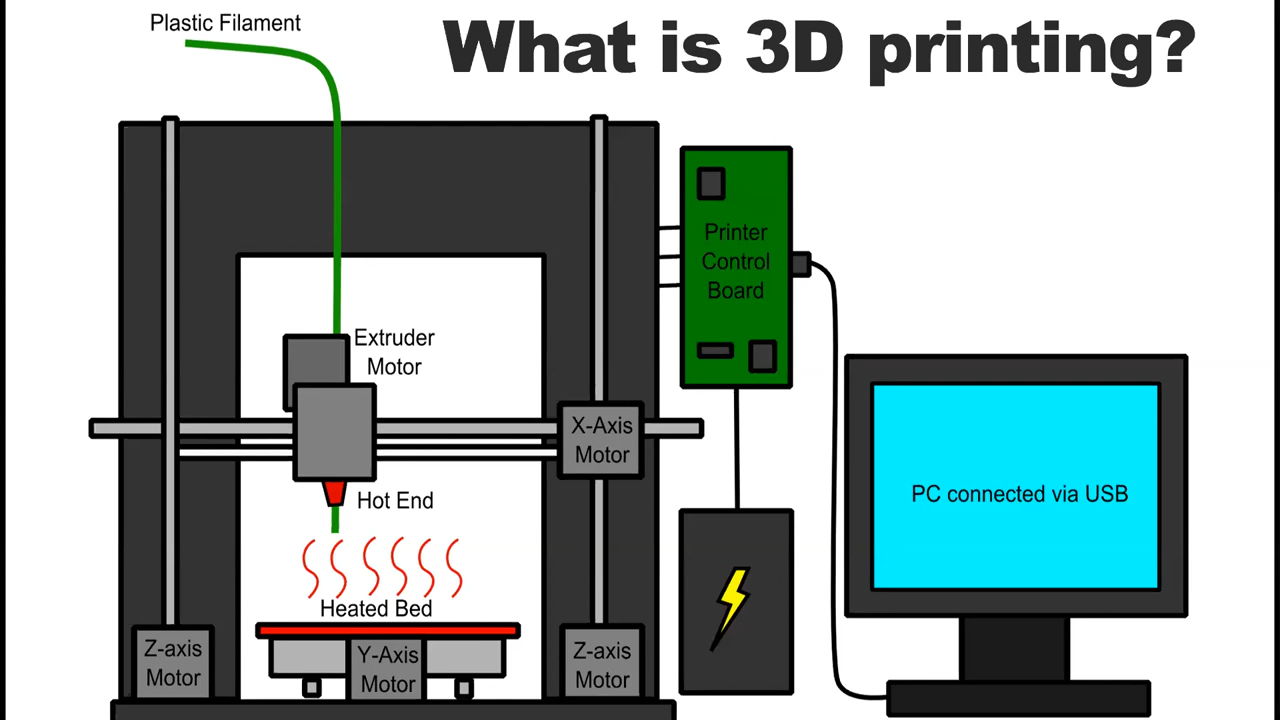 Plastic Filament
What is 3D printing?
Printer
Control
Board
Extruder
Motor
X-Axis
Motor
Hot End
PC connected via USB
Heated Bed
Z-axis
Motor
Y-Axis
Motor
Z-axis
Motor